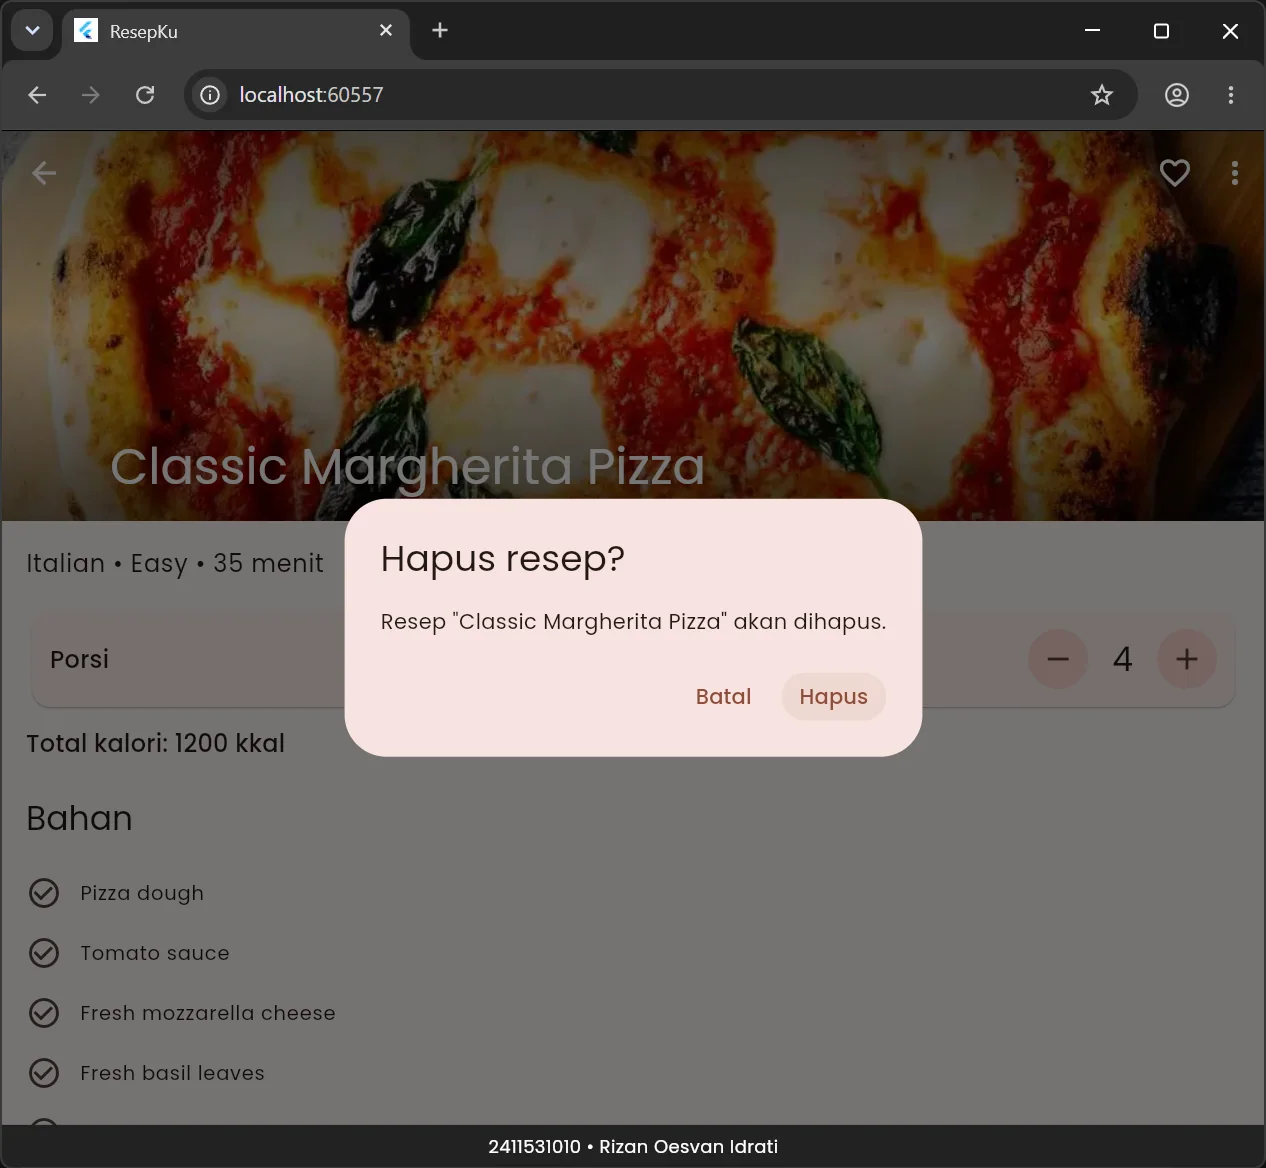 ResepKu
localhost:60557
Classic Margherita Pizza
Italian • Easy • 35 menit
Hapus resep?
Resep "Classic Margherita Pizza" akan dihapus.
Batal Hapus
Porsi
4
Total kalori: 1200 kkal
Bahan
Pizza dough
Tomato sauce
Fresh mozzarella cheese
Fresh basil leaves
2411531010 • Rizan Oesvan Idrati